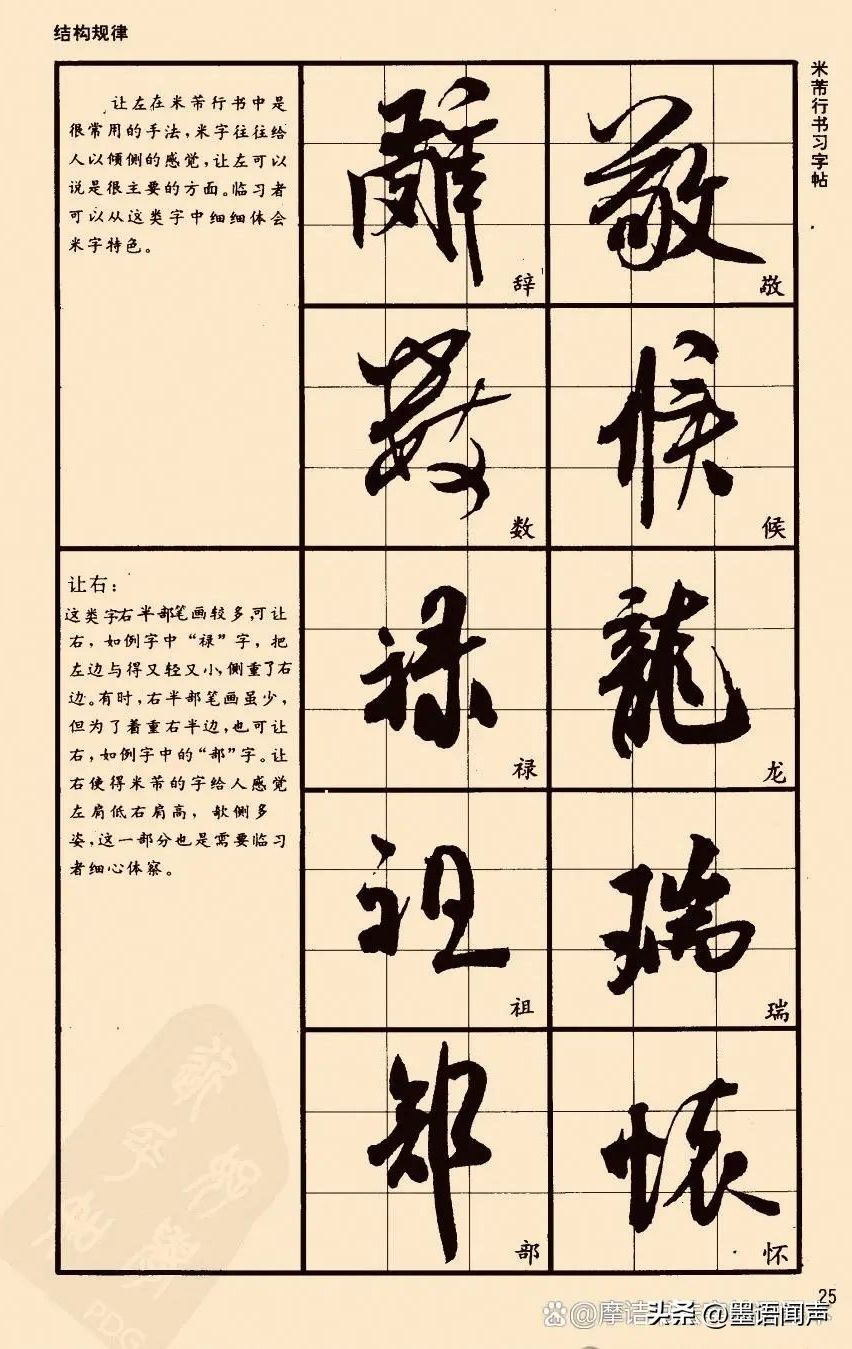 结构规律
米芾行书习字帖
让左在米芾行书中是
很常用的手法,米字往往给
人以倾侧的感觉,让左可以
说是很主要的方面。临习者
可以从这类字中细细体会
米字特色。
辞
敬
数
候
让右:
这类字右半部笔画较多,可让
右,如例字中“禄”字,把
左边与得又轻又小,侧重了右
边。有时,右半部笔画虽少,
但为了着重右半边,也可让
右,如例字中的“部”字。让
右使得米芾的字给人感觉
左肩低右肩高,欹侧多
姿,这一部分也是需要临习
者细心体察。
禄
龙
祖
瑞
部
怀
25
头条@墨语闻声
PDG